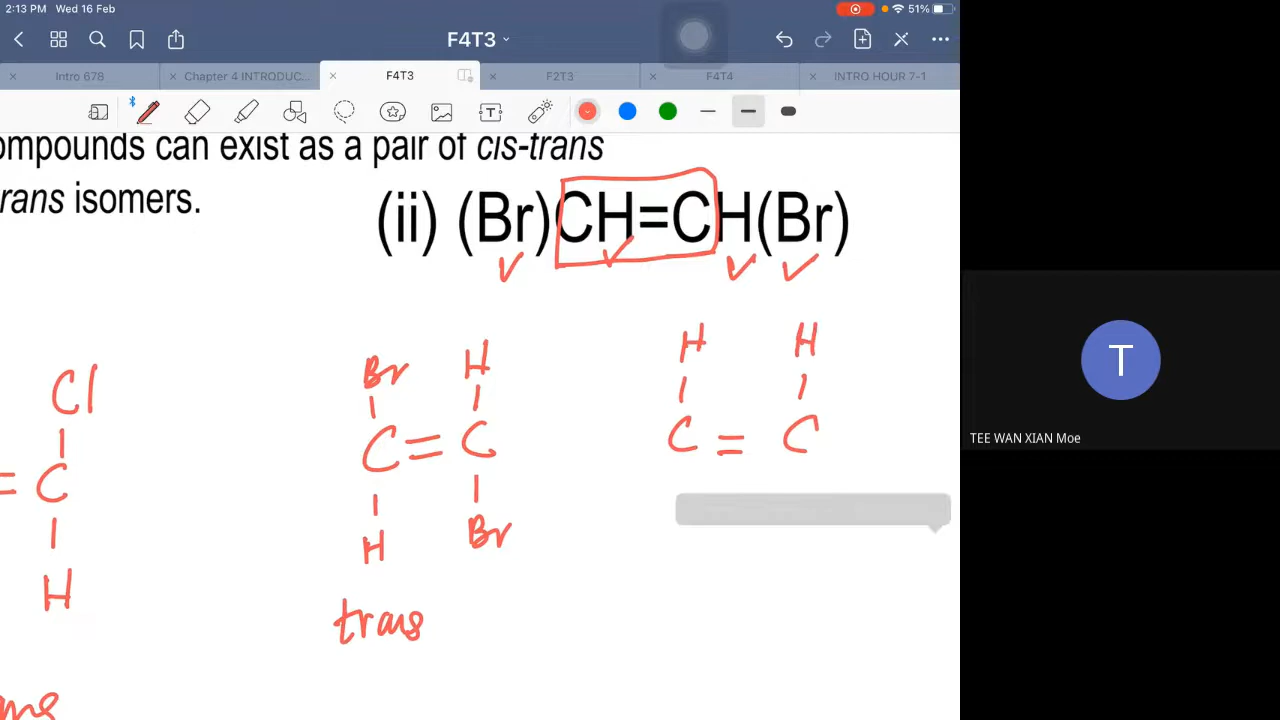 2:13 PM Wed 16 Feb
51%
F4T3
Intro 678
Chapter 4 INTRODUC...
F4T3
F2T3
F4T4
INTRO HOUR 7-1
T
ompounds can exist as a pair of cis-trans
rans isomers.
(ii) (Br)CH=CH(Br)
Cl
= C
H
Br H
C = C
H Br
trans
H H
C = C
T
TEE WAN XIAN Moe
ans